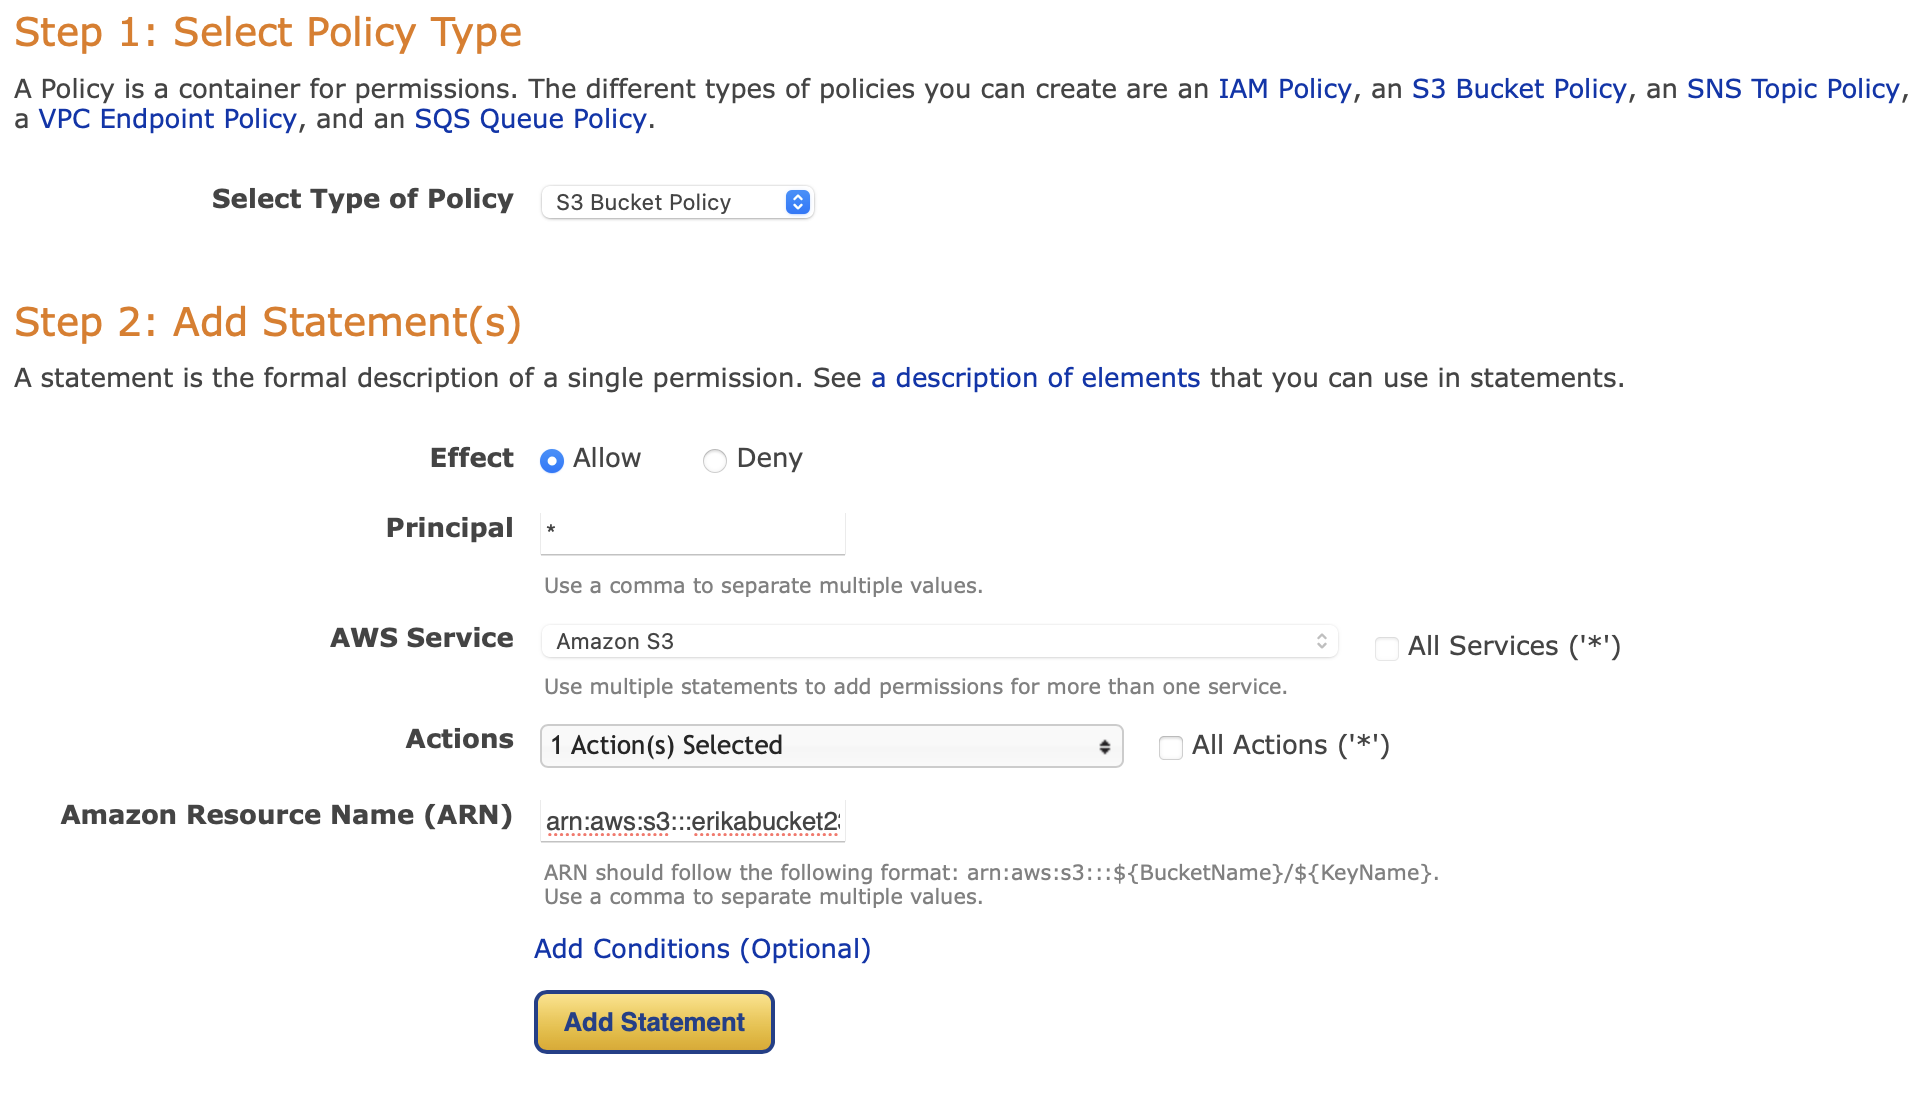 Step 1: Select Policy Type
A Policy is a container for permissions. The different types of policies you can create are an IAM Policy, an S3 Bucket Policy, an SNS Topic Policy,
a VPC Endpoint Policy, and an SQS Queue Policy.
Select Type of Policy S3 Bucket Policy
Step 2: Add Statement(s)
A statement is the formal description of a single permission. See a description of elements that you can use in statements.
Effect Allow Deny
Principal *
Use a comma to separate multiple values.
AWS Service Amazon S3 All Services ('*')
Use multiple statements to add permissions for more than one service.
Actions 1 Action(s) Selected All Actions ('*')
Amazon Resource Name (ARN) arn:aws:s3:::erikabucket2
ARN should follow the following format: arn:aws:s3:::${BucketName}/${KeyName}.
Use a comma to separate multiple values.
Add Conditions (Optional)
Add Statement